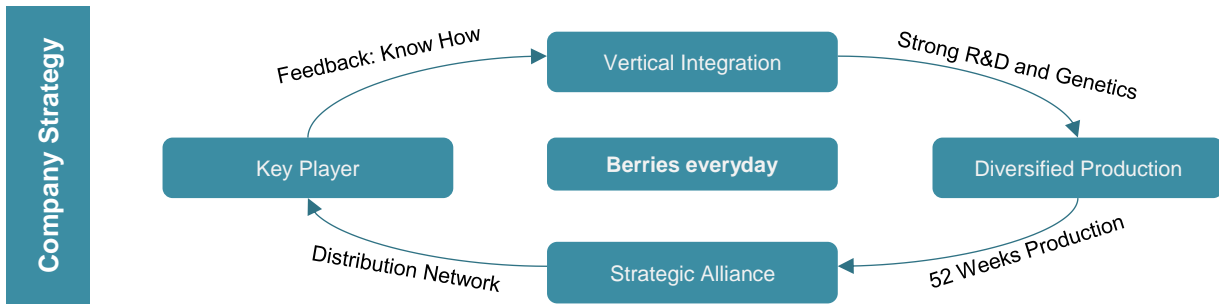 Company Strategy
Feedback: Know How
Vertical Integration
Strong R&D and Genetics
Key Player
Berries everyday
Diversified Production
Distribution Network
Strategic Alliance
52 Weeks Production